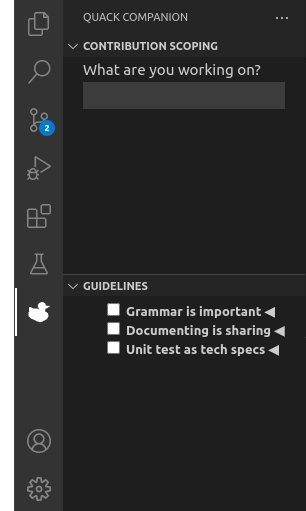 QUACK COMPANION ···
CONTRIBUTION SCOPING
What are you working on?
2
GUIDELINES
Grammar is important ◀
Documenting is sharing ◀
Unit test as tech specs ◀